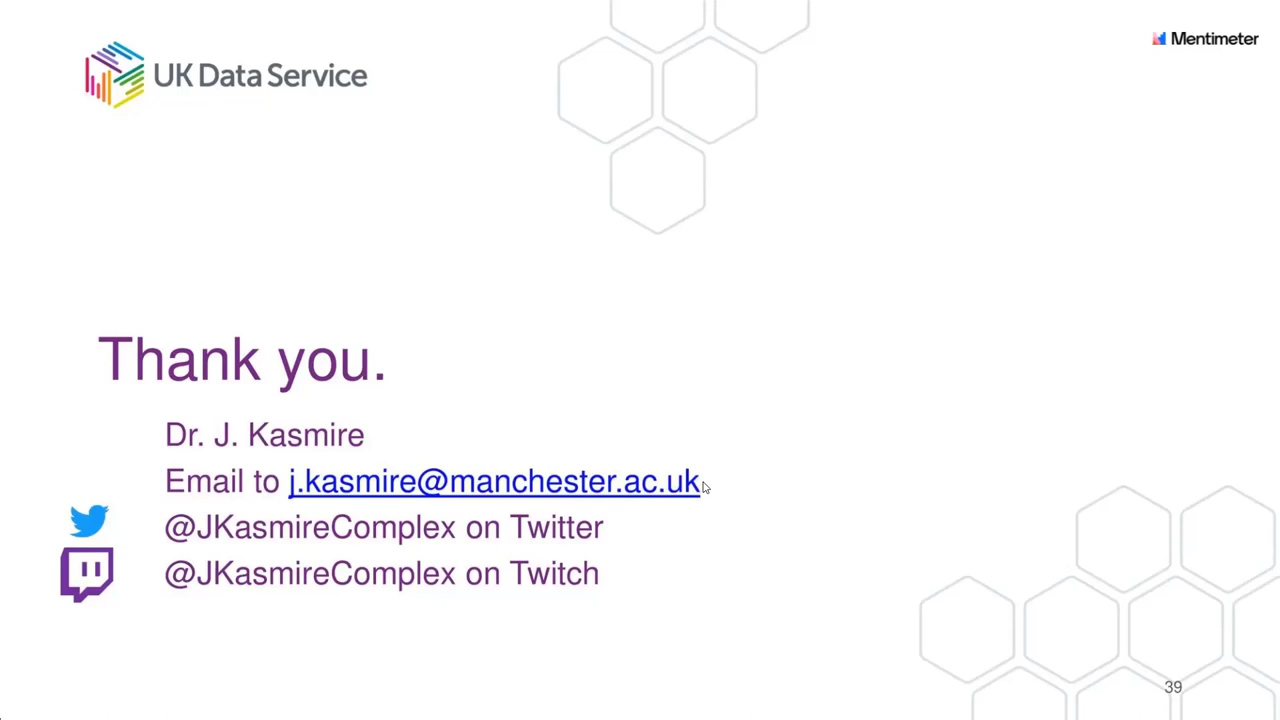 UK Data Service
Mentimeter
Thank you.
Dr. J. Kasmire
Email to j.kasmire@manchester.ac.uk
@JKasmireComplex on Twitter
@JKasmireComplex on Twitch
39